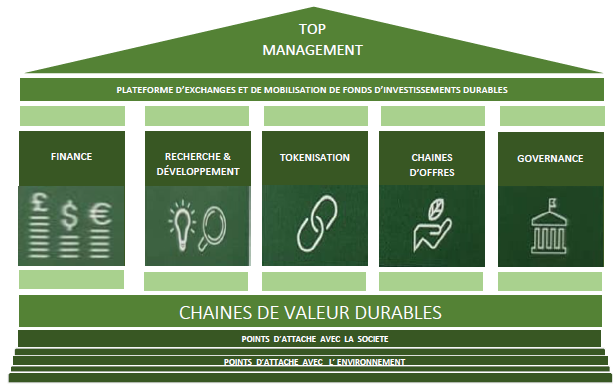 TOP
MANAGEMENT
PLATEFORME D'EXCHANGES ET DE MOBILISATION DE FONDS D'INVESTISSEMENTS DURABLES
FINANCE
RECHERCHE &
DÉVELOPPEMENT
TOKENISATION
CHAINES
D'OFFRES
GOVERNANCE
£ $ €
CHAINES DE VALEUR DURABLES
POINTS D'ATTACHE AVEC LA SOCIETE
POINTS D'ATTACHE AVEC L' ENVIRONNEMENT